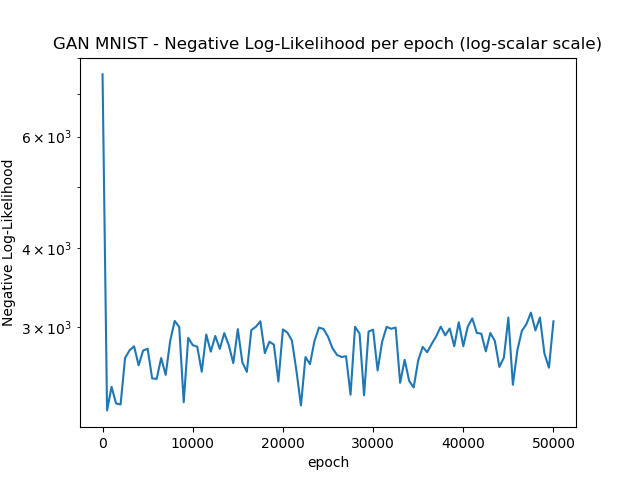 GAN MNIST - Negative Log-Likelihood per epoch (log-scalar scale)
Negative Log-Likelihood
6 × 10³
4 × 10³
3 × 10³
0 10000 20000 30000 40000 50000
epoch